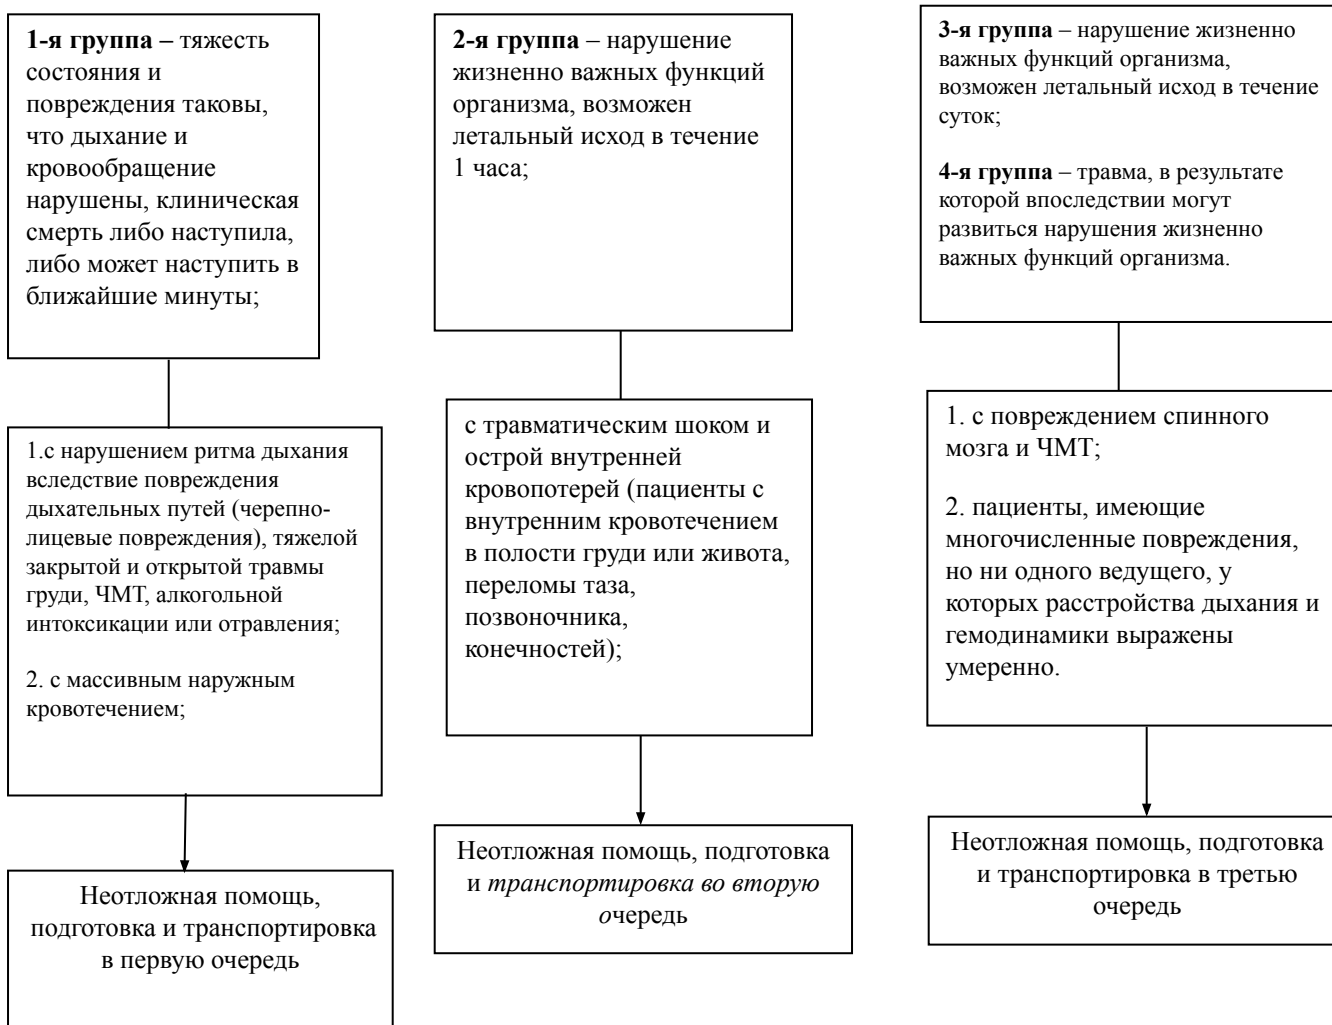 1-я группа – тяжесть
состояния и
повреждения таковы,
что дыхание и
кровообращение
нарушены, клиническая
смерть либо наступила,
либо может наступить в
ближайшие минуты;
1.с нарушением ритма дыхания
вследствие повреждения
дыхательных путей (черепно-
лицевые повреждения), тяжелой
закрытой и открытой травмы
груди, ЧМТ, алкогольной
интоксикации или отравления;
2. с массивным наружным
кровотечением;
Неотложная помощь,
подготовка и транспортировка
в первую очередь
2-я группа – нарушение
жизненно важных функций
организма, возможен
летальный исход в течение
1 часа;
с травматическим шоком и
острой внутренней
кровопотерей (пациенты с
внутренним кровотечением
в полости груди или живота,
переломы таза,
позвоночника,
конечностей);
Неотложная помощь, подготовка
и транспортировка во вторую
очередь
3-я группа – нарушение жизненно
важных функций организма,
возможен летальный исход в течение
суток;
4-я группа – травма, в результате
которой впоследствии могут
развиться нарушения жизненно
важных функций организма.
1. с повреждением спинного
мозга и ЧМТ;
2. пациенты, имеющие
многочисленные повреждения,
но ни одного ведущего, у
которых расстройства дыхания и
гемодинамики выражены
умеренно.
Неотложная помощь, подготовка
и транспортировка в третью
очередь